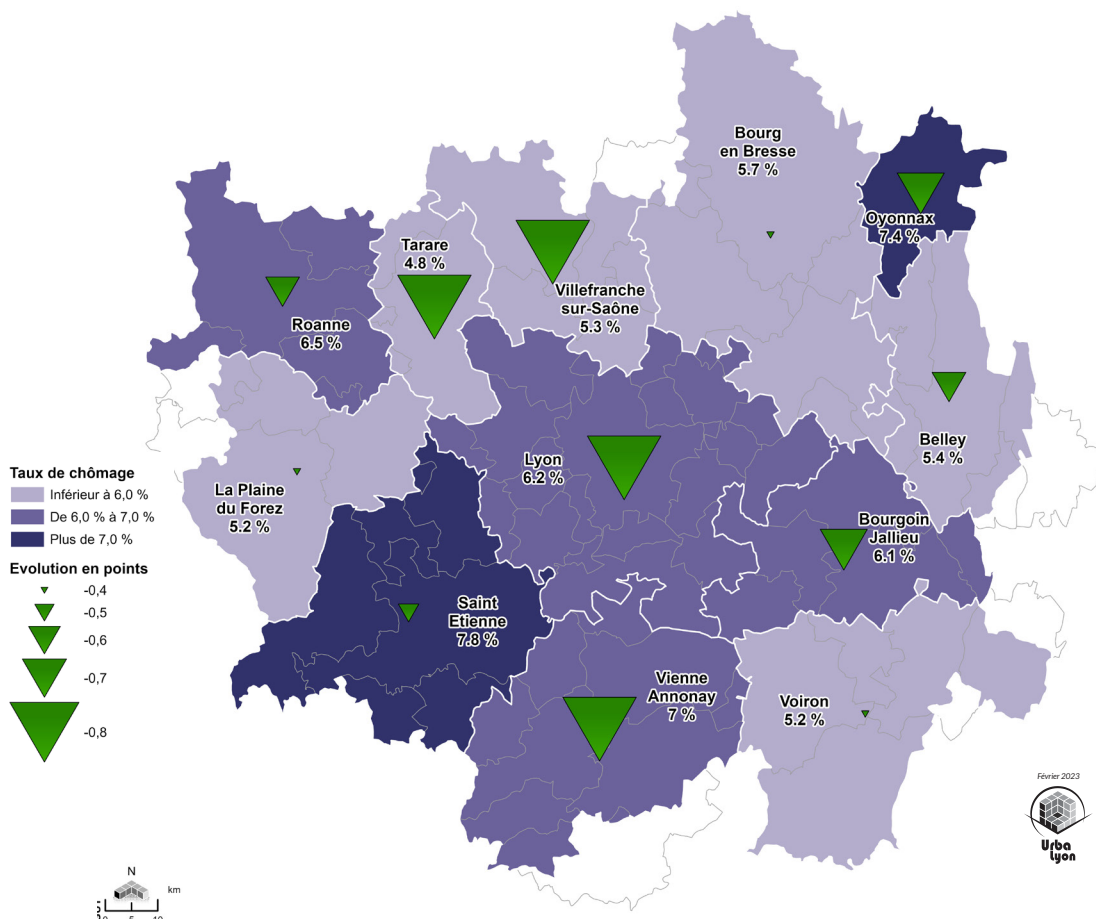 Bourg
en Bresse
5.7 %
Oyonnax
7.4 %
Tarare
4.8 %
Villefranche
sur-Saône
5.3 %
Roanne
6.5 %
Belley
5.4 %
Lyon
6.2 %
La Plaine
du Forez
5.2 %
Bourgoin
Jallieu
6.1 %
Saint
Etienne
7.8 %
Vienne
Annonay
7 %
Voiron
5.2 %
Taux de chômage
Inférieur à 6,0 %
De 6,0 % à 7,0 %
Plus de 7,0 %
Evolution en points
-0,4
-0,5
-0,6
-0,7
-0,8
Février 2023
Urba
Lyon
N
km
0 5 10